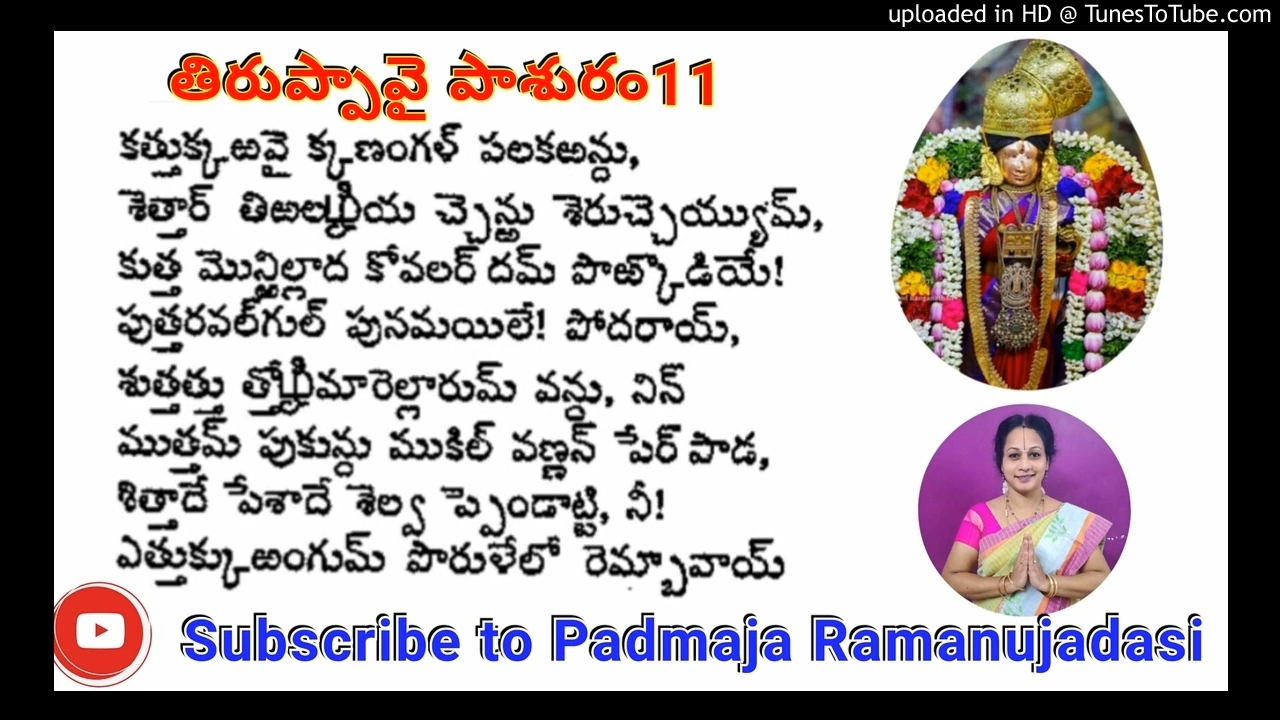 uploaded in HD @ TunesToTube.com
తిరుప్పావై పాశురం11
కత్తుక్కఱవై క్కణంగళ్ పలకఱన్దు,
శెత్తార్ తిఱలఴియ చ్చెన్ఱు శెరుచ్చెయ్యుమ్,
కుత్త మొన్ఱిల్లాద కోవలర్ దమ్ పొఱ్కొడియే!
పుత్తరవల్‌గుల్ పునమయిలే! పోదరాయ్,
శుత్తత్తు త్తోఴిమారెల్లారుమ్ వన్దు, నిన్
ముత్తమ్ పుకున్దు ముకిల్ వణ్ణన్ పేర్ పాడ,
శిత్తాదే పేశాదే శెల్వ ప్పెండాట్టి, నీ!
ఎత్తుక్కుఱంగుమ్ పొరుళేలో రెమ్బావాయ్
Subscribe to Padmaja Ramanujadasi